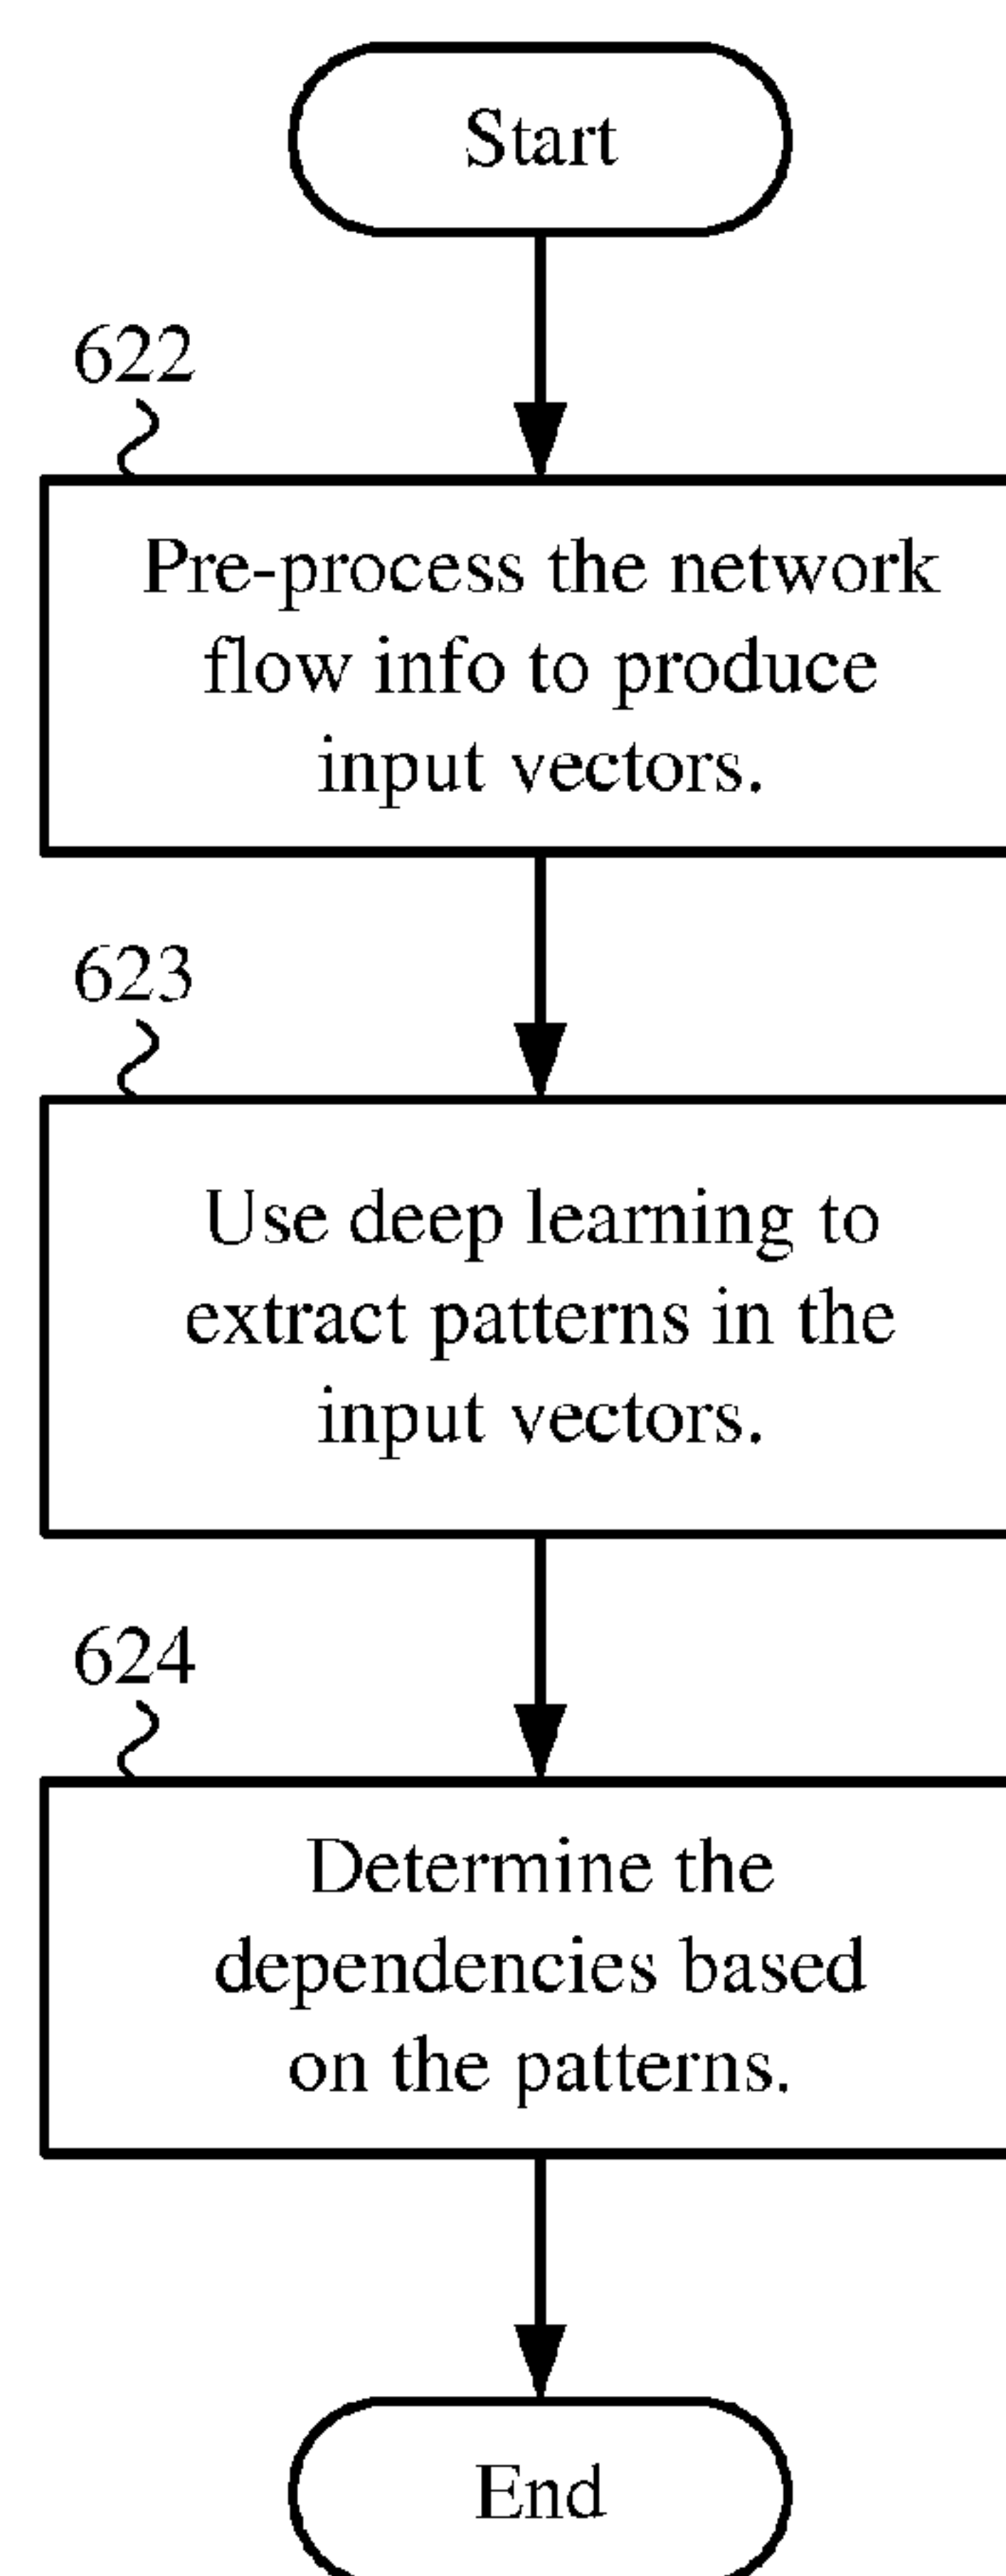 Start
622
Pre-process the network
flow info to produce
input vectors.
623
Use deep learning to
extract patterns in the
input vectors.
624
Determine the
dependencies based
on the patterns.
End